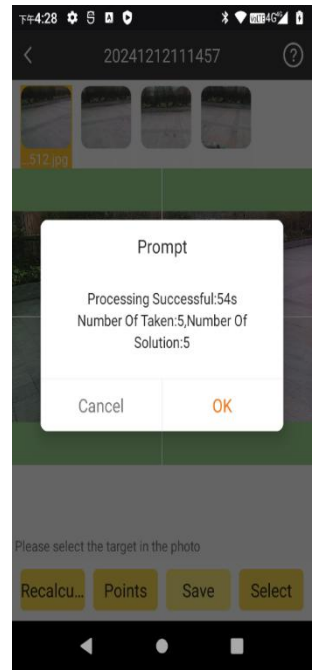 下午4:28
4G
20241212111457
...512.jpg
Prompt
Processing Successful:54s
Number Of Taken:5,Number Of
Solution:5
Cancel
OK
Please select the target in the photo
Recalcu...
Points
Save
Select